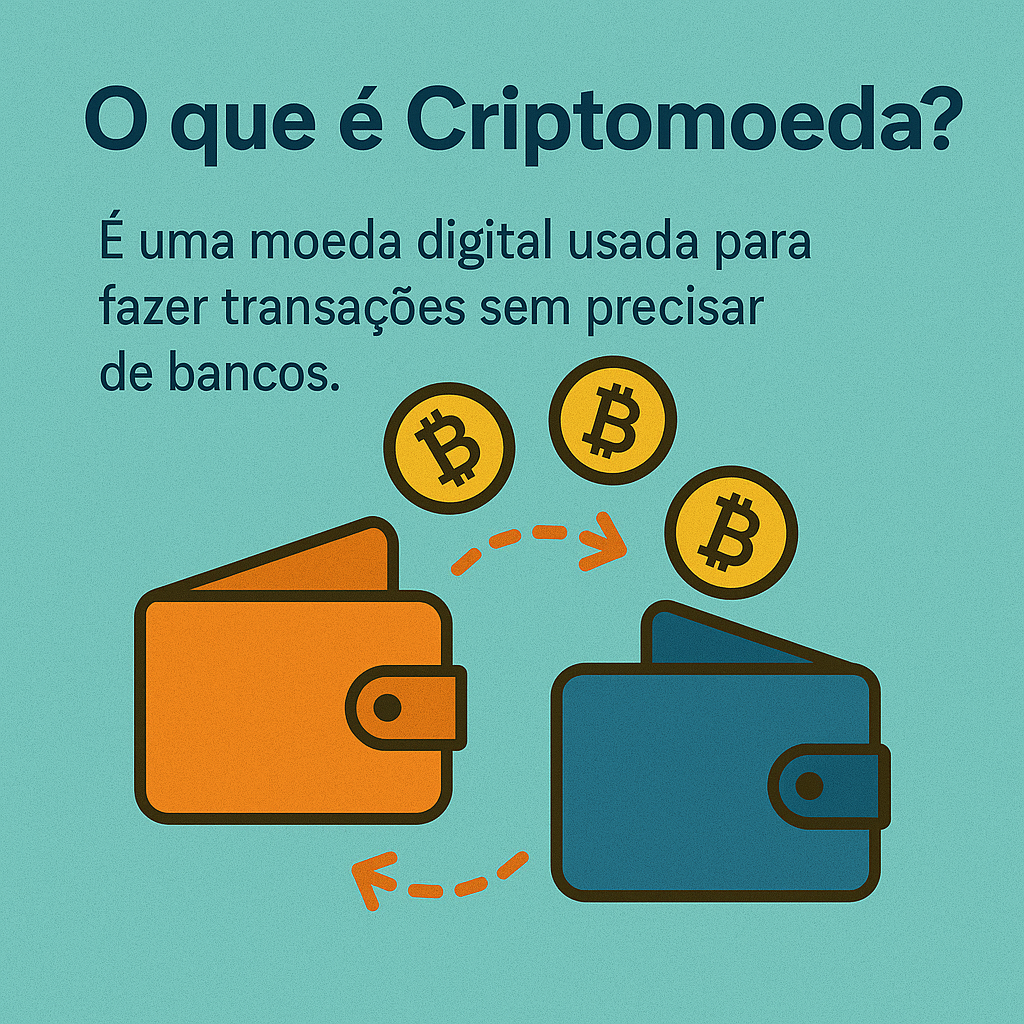 O que é Criptomoeda?
É uma moeda digital usada para
fazer transações sem precisar
de bancos.